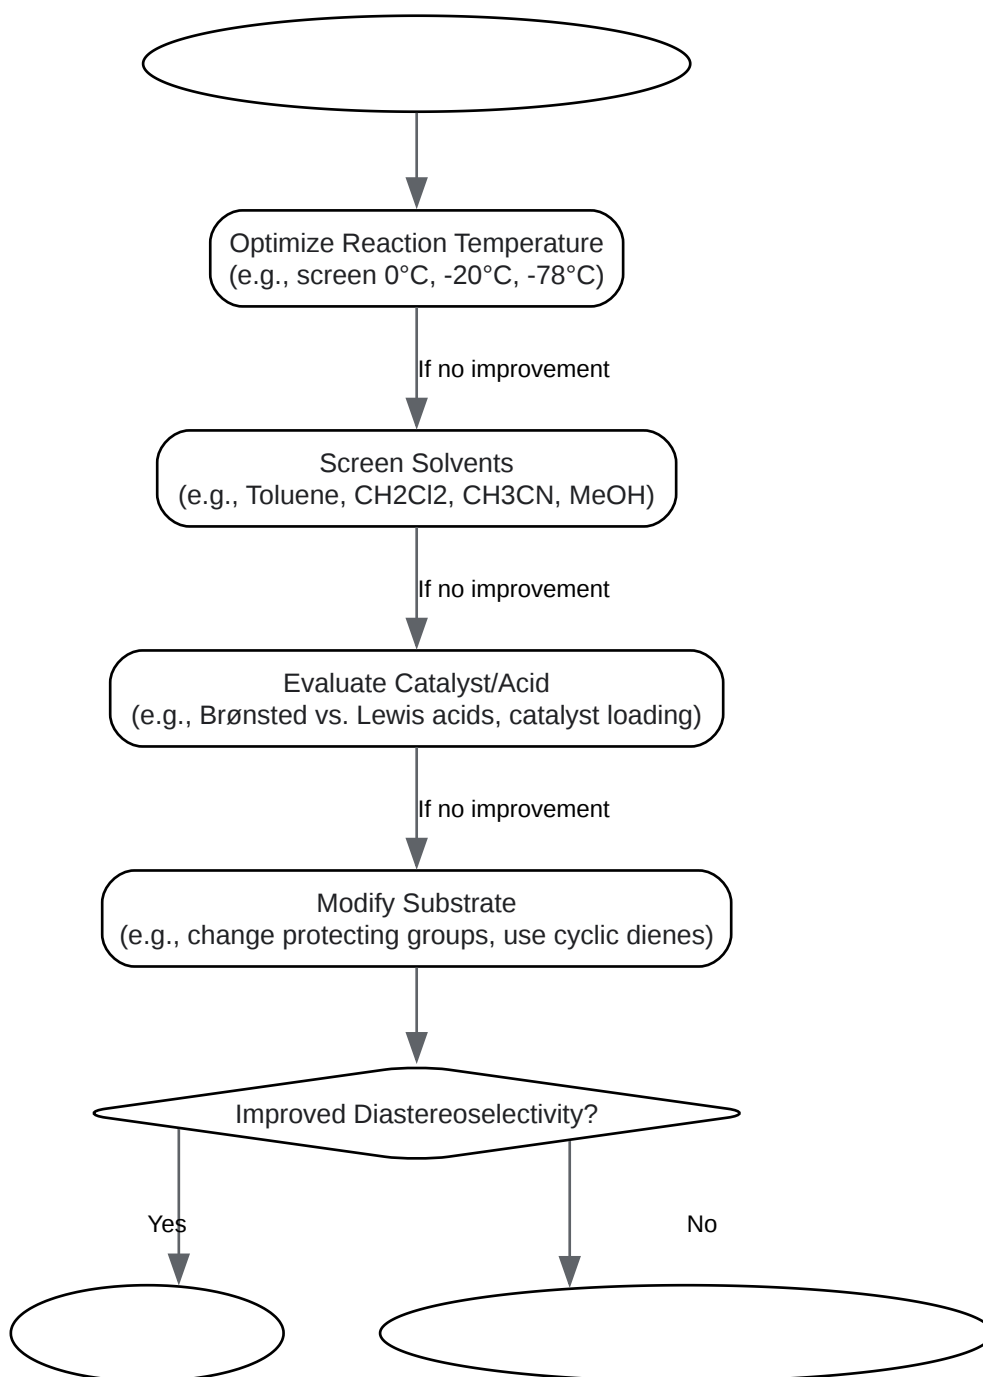 Optimize Reaction Temperature
(e.g., screen 0°C, -20°C, -78°C)
If no improvement
Screen Solvents
(e.g., Toluene, CH2Cl2, CH3CN, MeOH)
If no improvement
Evaluate Catalyst/Acid
(e.g., Brønsted vs. Lewis acids, catalyst loading)
If no improvement
Modify Substrate
(e.g., change protecting groups, use cyclic dienes)
Improved Diastereoselectivity?
Yes
No